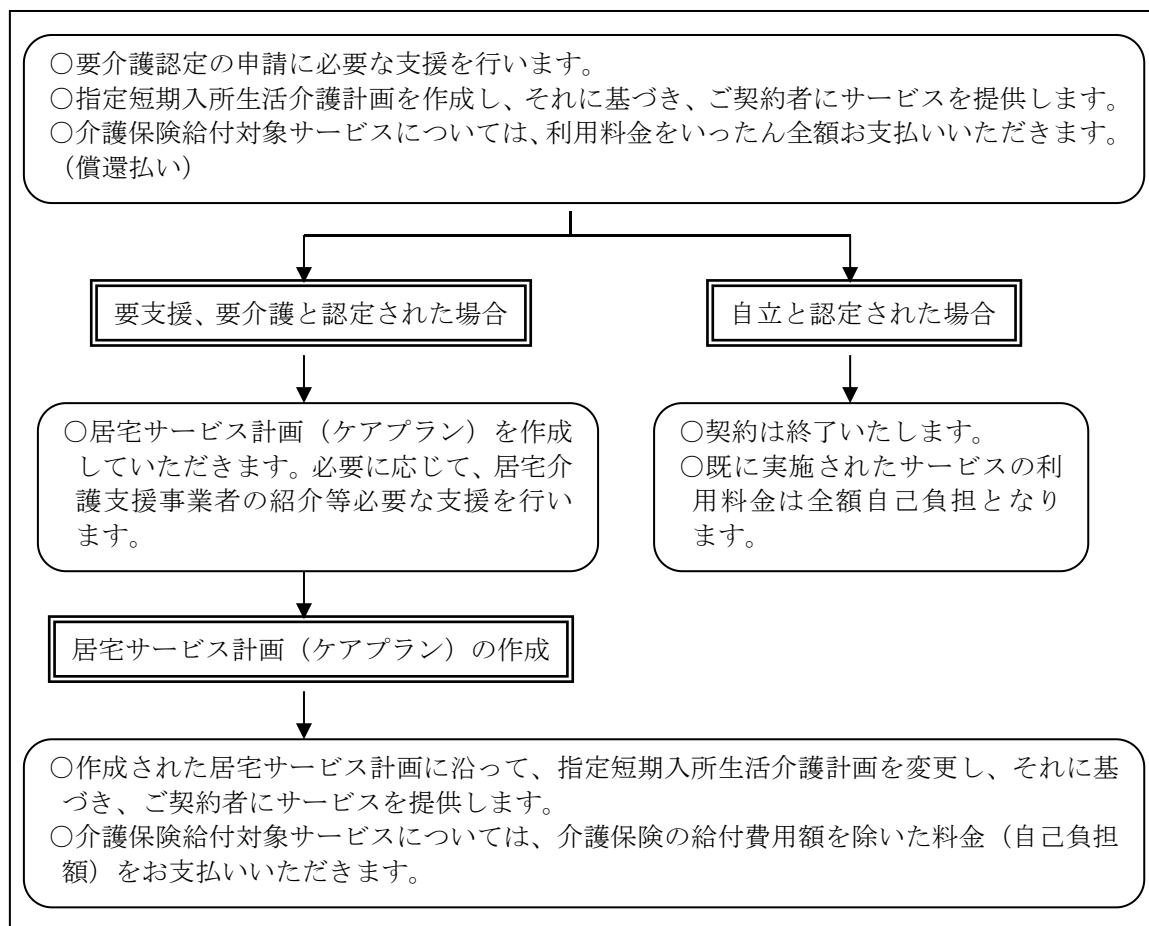 ○要介護認定の申請に必要な支援を行います。
○指定短期入所生活介護計画を作成し、それに基づき、ご契約者にサービスを提供します。
○介護保険給付対象サービスについては、利用料金をいったん全額お支払いいただきます。
（償還払い）
要支援、要介護と認定された場合
自立と認定された場合
○居宅サービス計画（ケアプラン）を作成
していただきます。必要に応じて、居宅介
護支援事業者の紹介等必要な支援を行い
ます。
○契約は終了いたします。
○既に実施されたサービスの利
用料金は全額自己負担となり
ます。
居宅サービス計画（ケアプラン）の作成
○作成された居宅サービス計画に沿って、指定短期入所生活介護計画を変更し、それに基
づき、ご契約者にサービスを提供します。
○介護保険給付対象サービスについては、介護保険の給付費用額を除いた料金（自己負担
額）をお支払いいただきます。